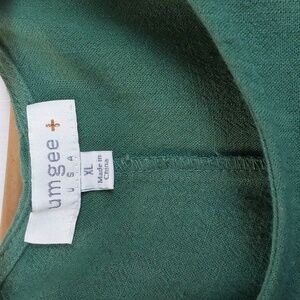 umgee +
USA
XL
Made in
China